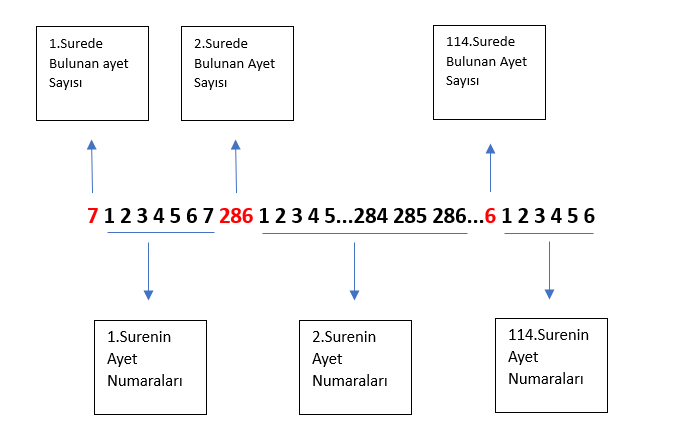 1.Surede
Bulunan ayet
Sayısı
2.Surede
Bulunan Ayet
Sayısı
114.Surede
Bulunan Ayet
Sayısı
7 1 2 3 4 5 6 7 286 1 2 3 4 5...284 285 286...6 1 2 3 4 5 6
1.Surenin
Ayet
Numaraları
2.Surenin
Ayet
Numaraları
114.Surenin
Ayet
Numaraları